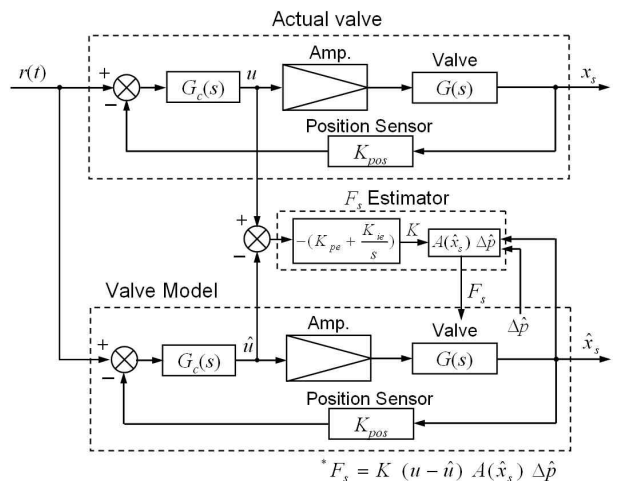 Actual valve
r(t)
+
−
G_c(s)
u
Amp.
Valve
G(s)
x_s
Position Sensor
K_pos
F_s Estimator
+
−
−(K_pe + K_ie/s)
K
A(x̂_s) Δp̂
F_s
Δp̂
Valve Model
+
−
G_c(s)
û
Amp.
Valve
G(s)
x̂_s
Position Sensor
K_pos
*F_s = K (u − û) A(x̂_s) Δp̂